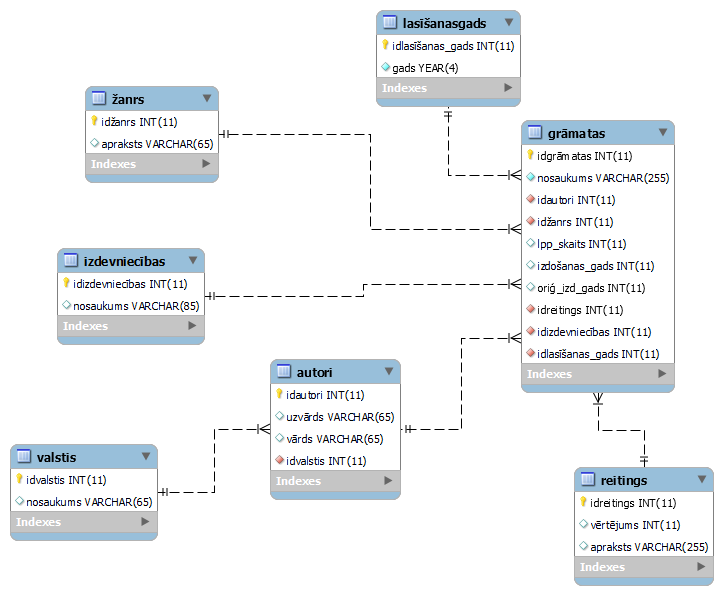 lasīšanasgads
idlasīšanas_gads INT(11)
gads YEAR(4)
Indexes
žanrs
idžanrs INT(11)
apraksts VARCHAR(65)
Indexes
grāmatas
idgrāmatas INT(11)
nosaukums VARCHAR(255)
idautori INT(11)
idžanrs INT(11)
lpp_skaits INT(11)
izdošanas_gads INT(11)
oriģ_izd_gads INT(11)
idreitings INT(11)
idizdevniecības INT(11)
idlasīšanas_gads INT(11)
Indexes
izdevniecības
idizdevniecības INT(11)
nosaukums VARCHAR(85)
Indexes
autori
idautori INT(11)
uzvārds VARCHAR(65)
vārds VARCHAR(65)
idvalstis INT(11)
Indexes
valstis
idvalstis INT(11)
nosaukums VARCHAR(65)
Indexes
reitings
idreitings INT(11)
vērtējums INT(11)
apraksts VARCHAR(255)
Indexes